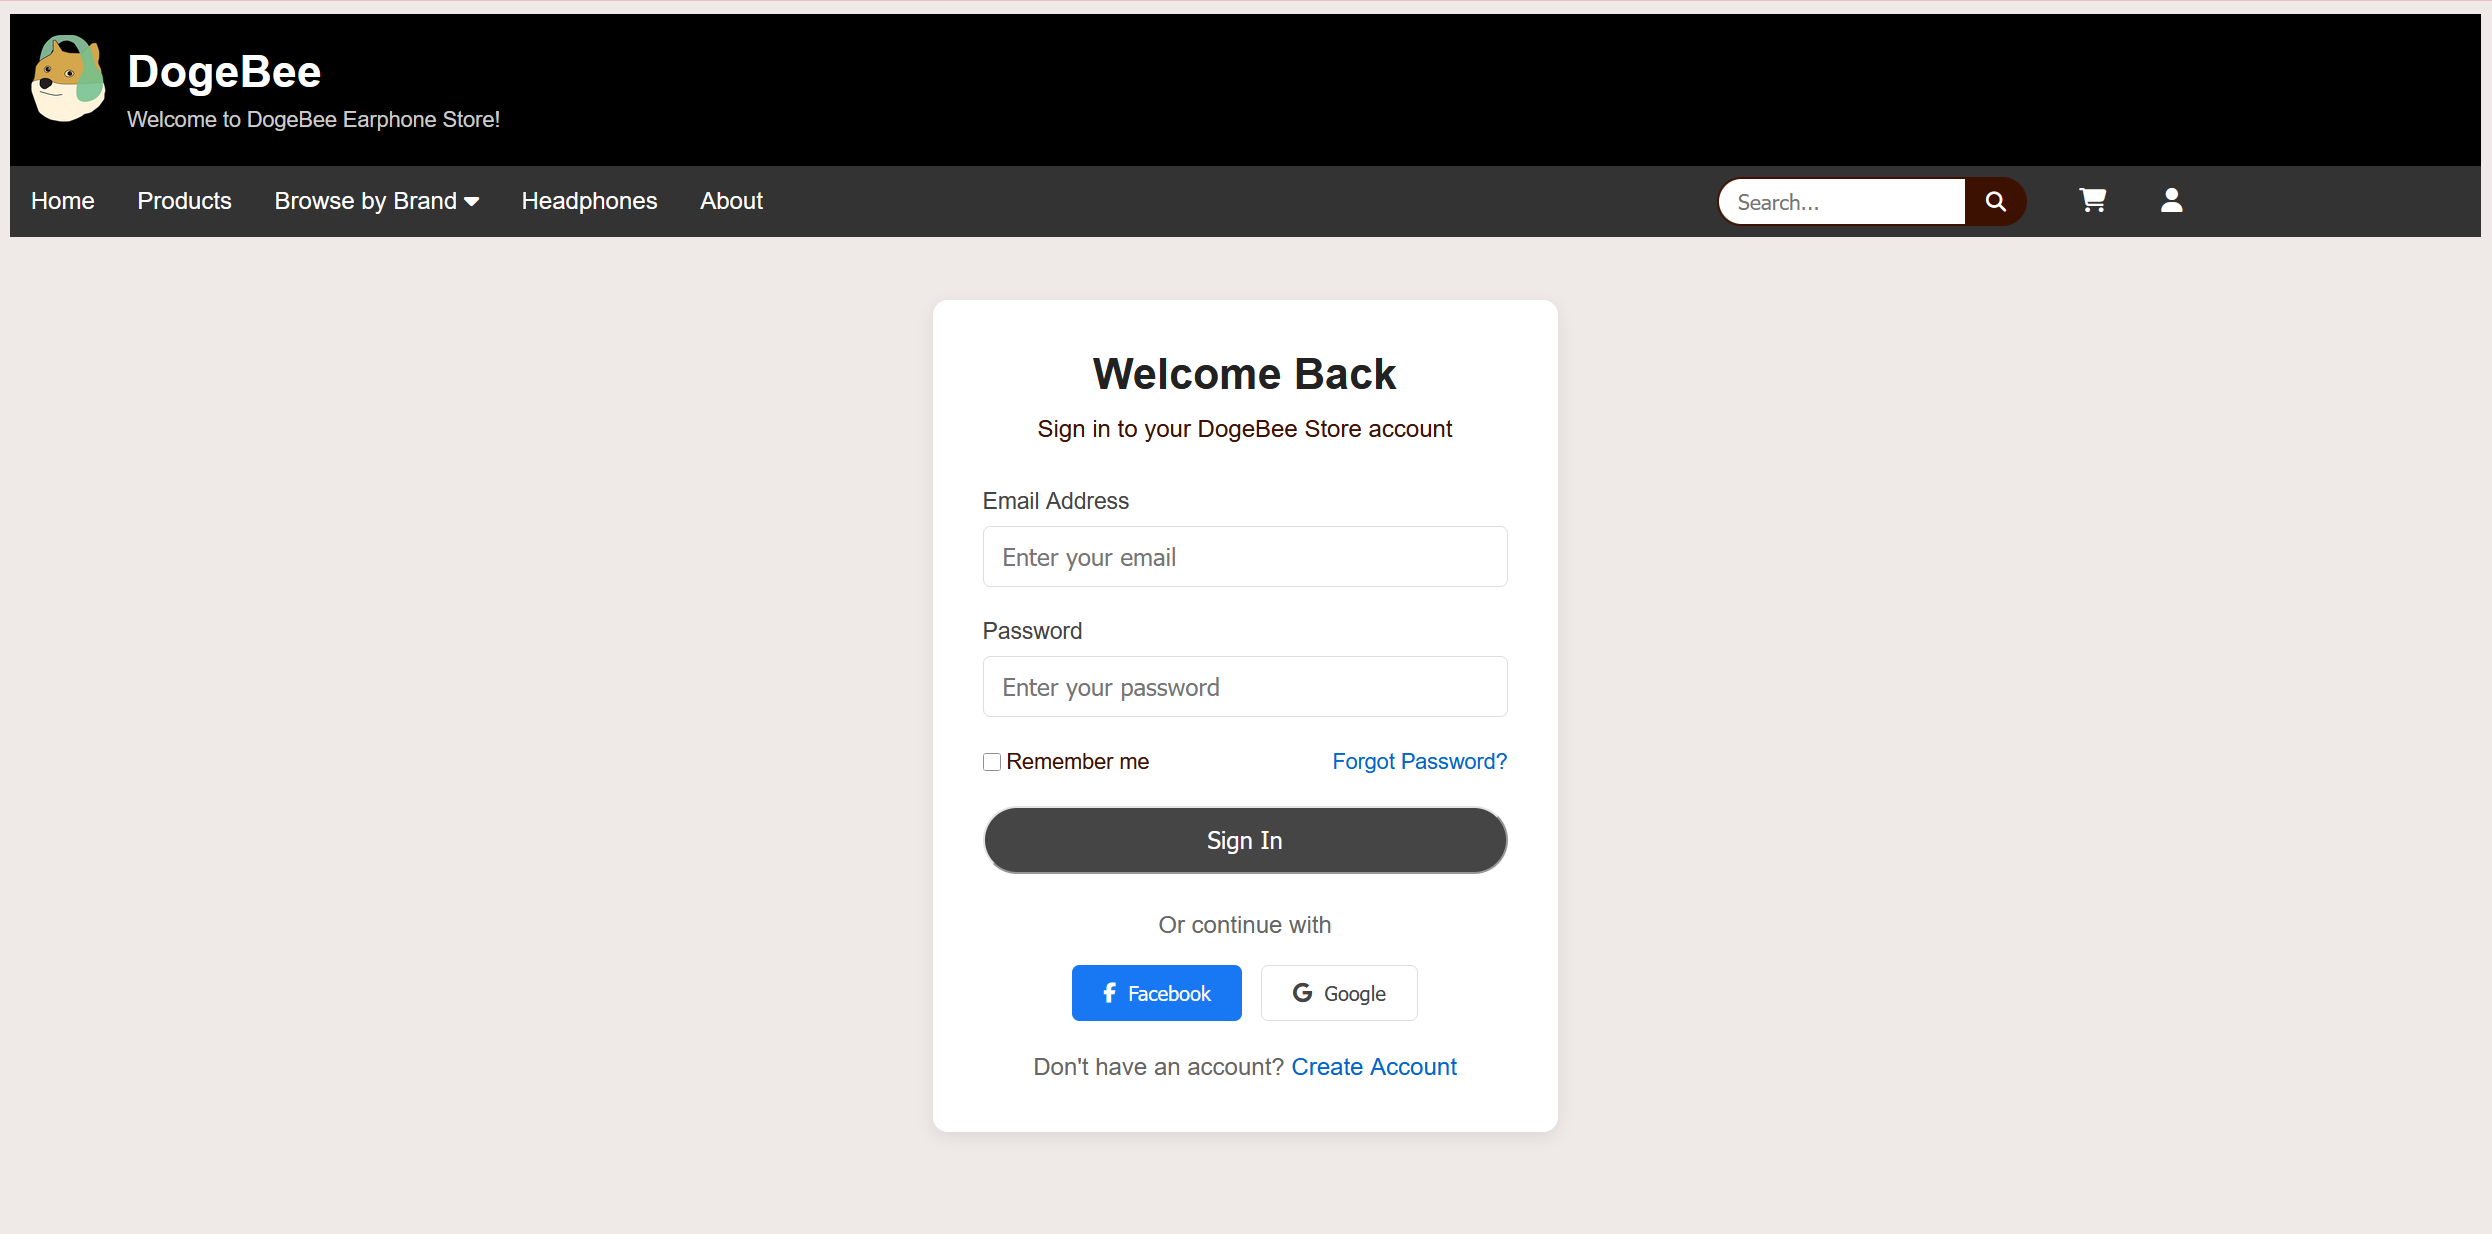 DogeBee
Welcome to DogeBee Earphone Store!
Home Products Browse by Brand Headphones About Search...
Welcome Back
Sign in to your DogeBee Store account
Email Address
Enter your email
Password
Enter your password
Remember me Forgot Password?
Sign In
Or continue with
Facebook Google
Don't have an account? Create Account